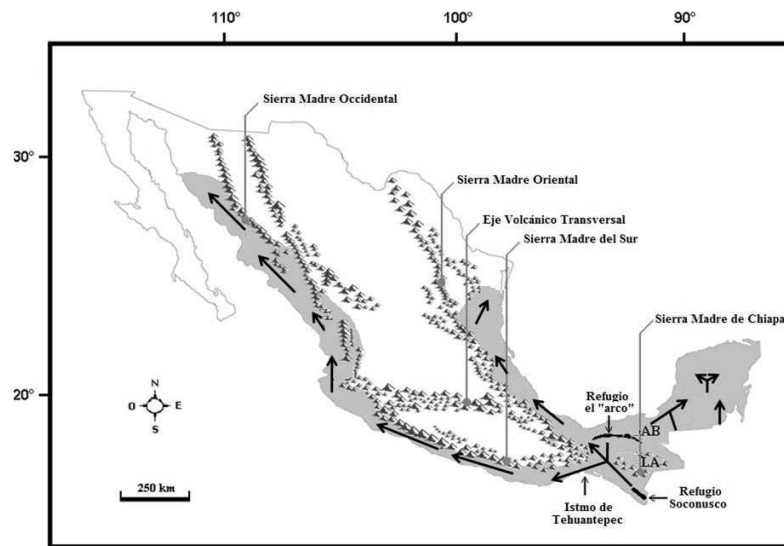 110°
100°
90°
Sierra Madre Occidental
30°
Sierra Madre Oriental
Eje Volcánico Transversal
Sierra Madre del Sur
Sierra Madre de Chiapa
N
O E
S
20°
Refugio
el "arco"
AB
LA
250 km
Istmo de
Tehuantepec
Refugio
Soconusco